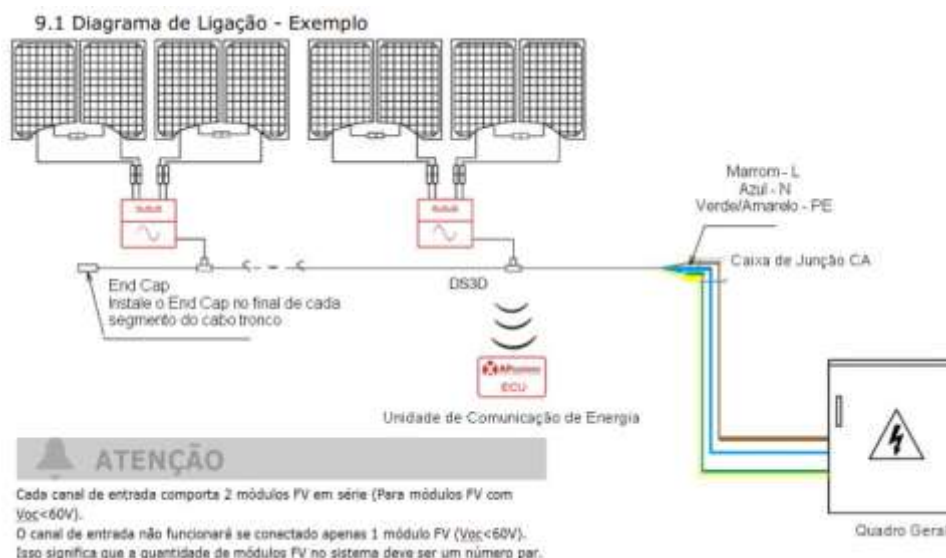 9.1 Diagrama de Ligação - Exemplo
Marrom - L
Azul - N
Verde/Amarelo - PE
Caixa de Junção CA
End Cap
Instale o End Cap no final de cada
segmento do cabo tronco
DS3D
APsystems
ECU
Unidade de Comunicação de Energia
ATENÇÃO
Cada canal de entrada comporta 2 módulos FV em série (Para módulos FV com
Voc<60V).
O canal de entrada não funcionará se conectado apenas 1 módulo FV (Voc<60V).
Isso significa que a quantidade de módulos FV no sistema deve ser um número par.
Quadro Geral